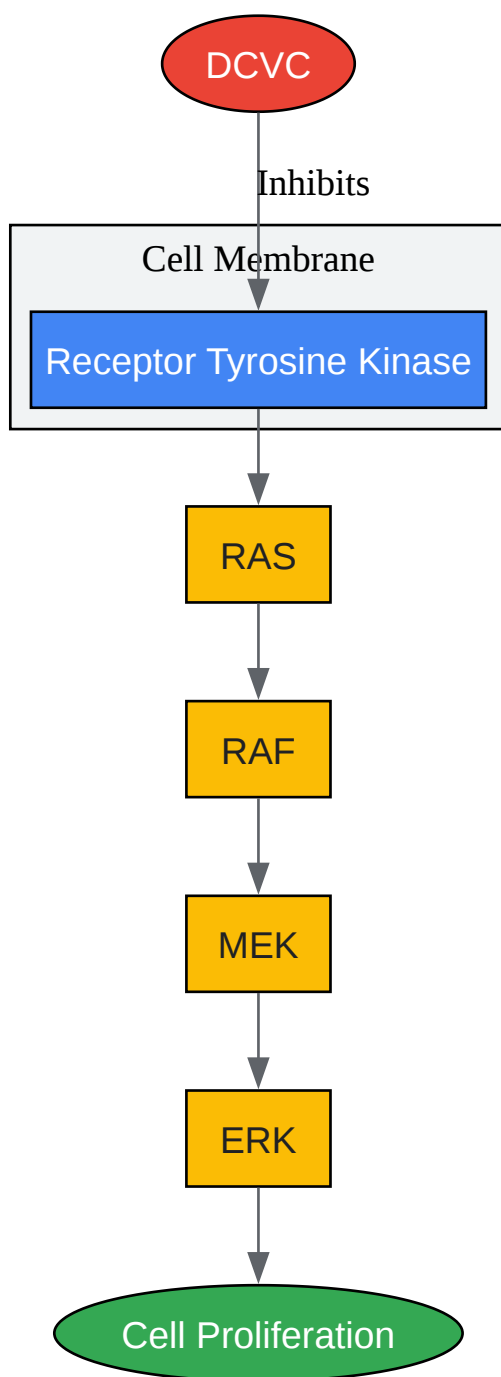 DCVC
Inhibits
Cell Membrane
Receptor Tyrosine Kinase
RAS
RAF
MEK
ERK
Cell Proliferation